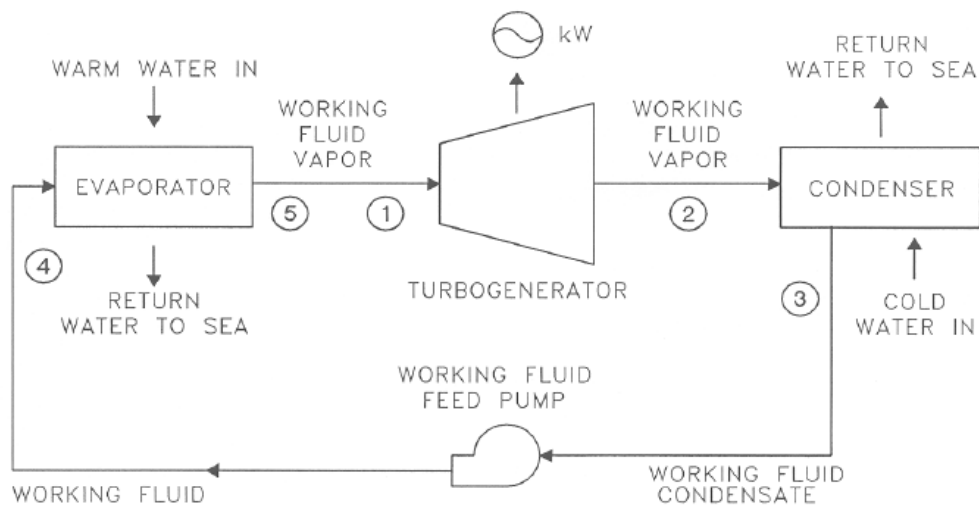 kW
RETURN
WATER TO SEA
WARM WATER IN
WORKING
FLUID
VAPOR
WORKING
FLUID
VAPOR
EVAPORATOR
CONDENSER
5
1
2
4
3
TURBOGENERATOR
RETURN
WATER TO SEA
COLD
WATER IN
WORKING FLUID
FEED PUMP
WORKING FLUID
WORKING FLUID
CONDENSATE